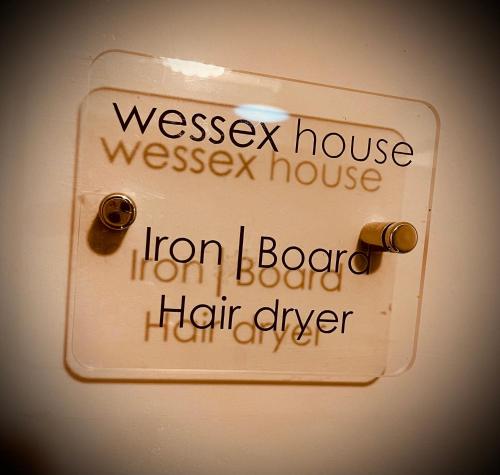 wessex house
Iron | Board
Hair dryer